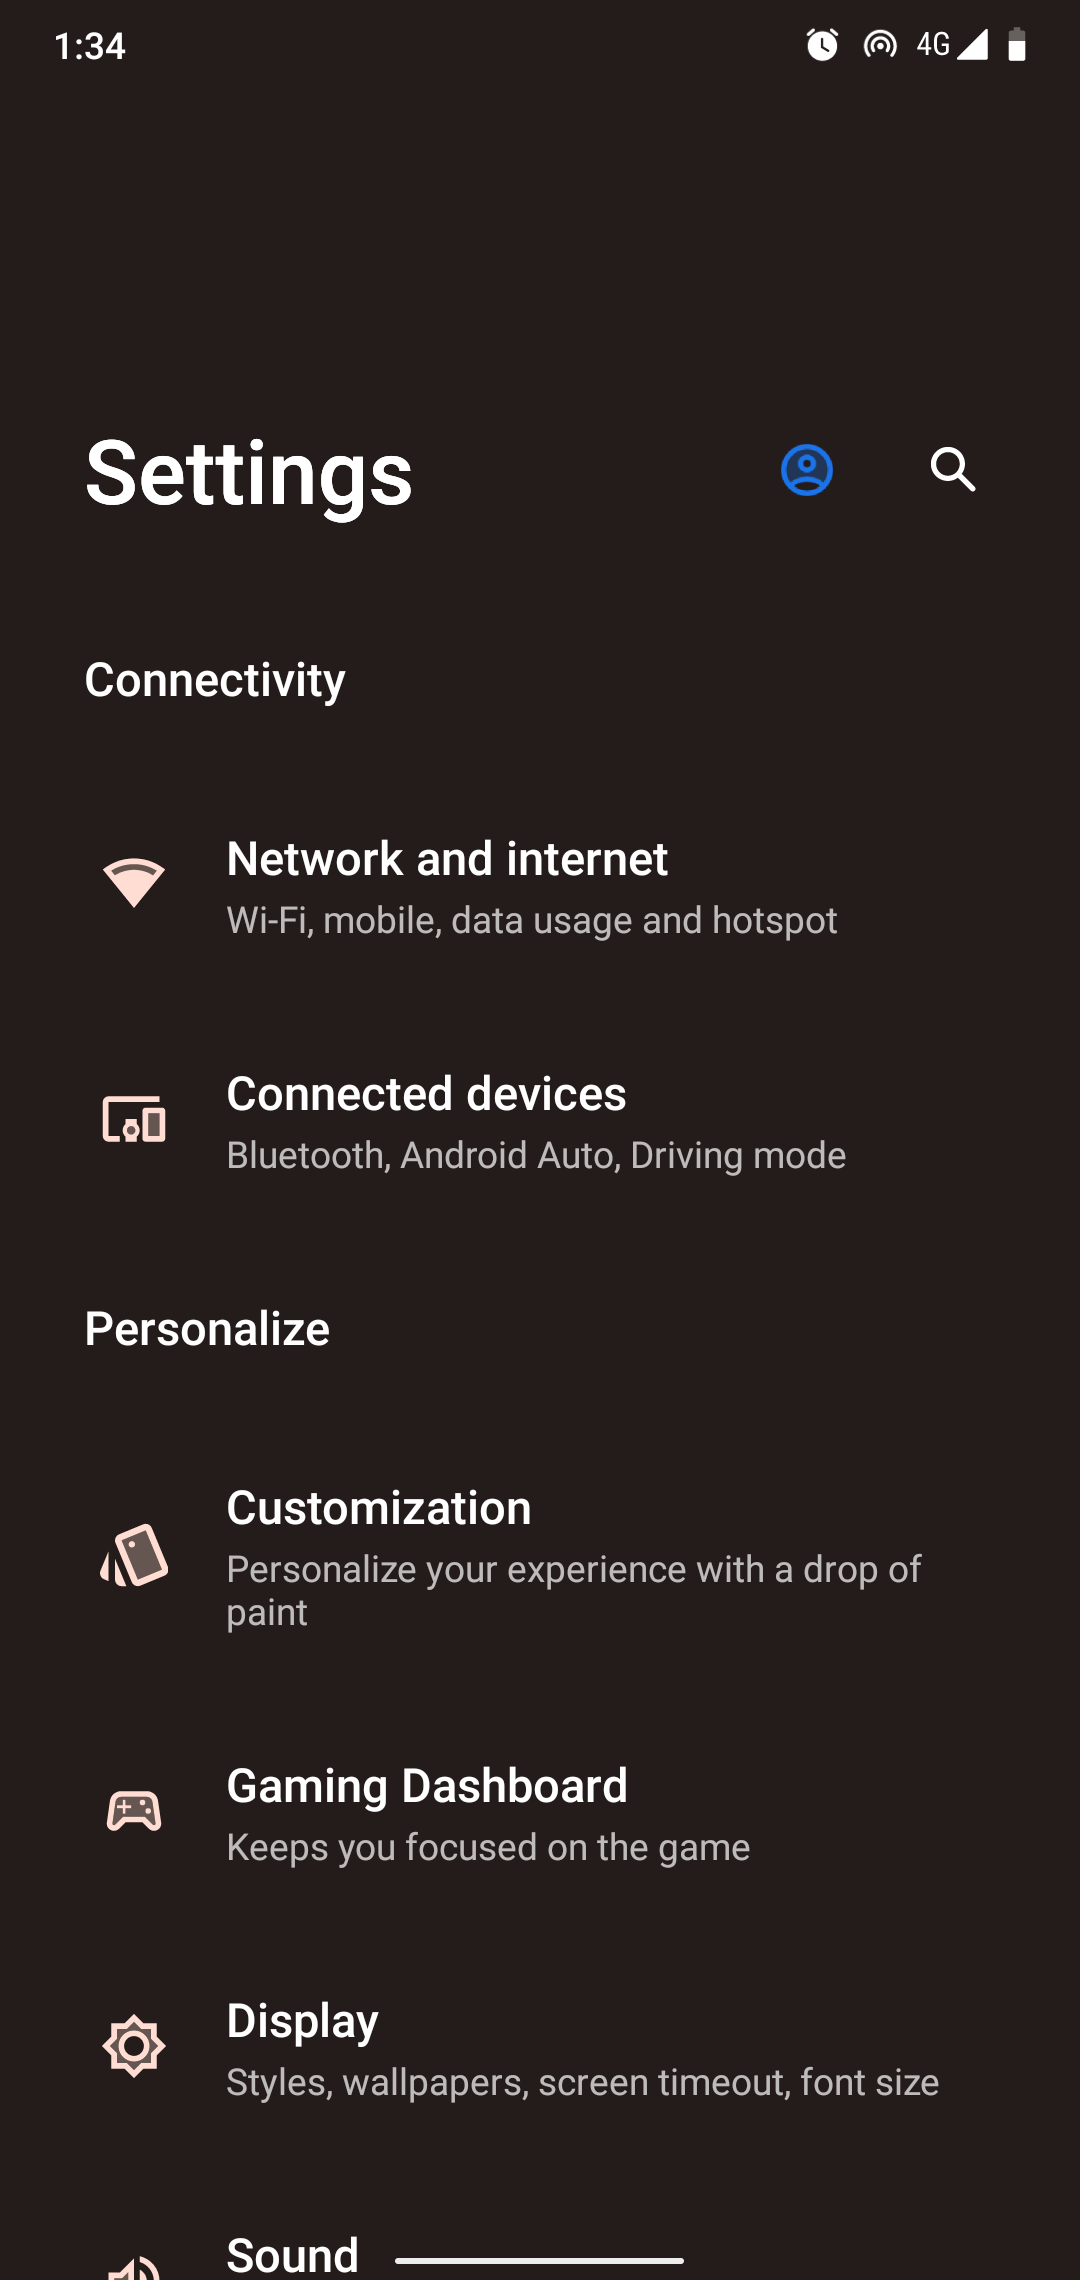 1:34
4G
Settings
Connectivity
Network and internet
Wi-Fi, mobile, data usage and hotspot
Connected devices
Bluetooth, Android Auto, Driving mode
Personalize
Customization
Personalize your experience with a drop of
paint
Gaming Dashboard
Keeps you focused on the game
Display
Styles, wallpapers, screen timeout, font size
Sound